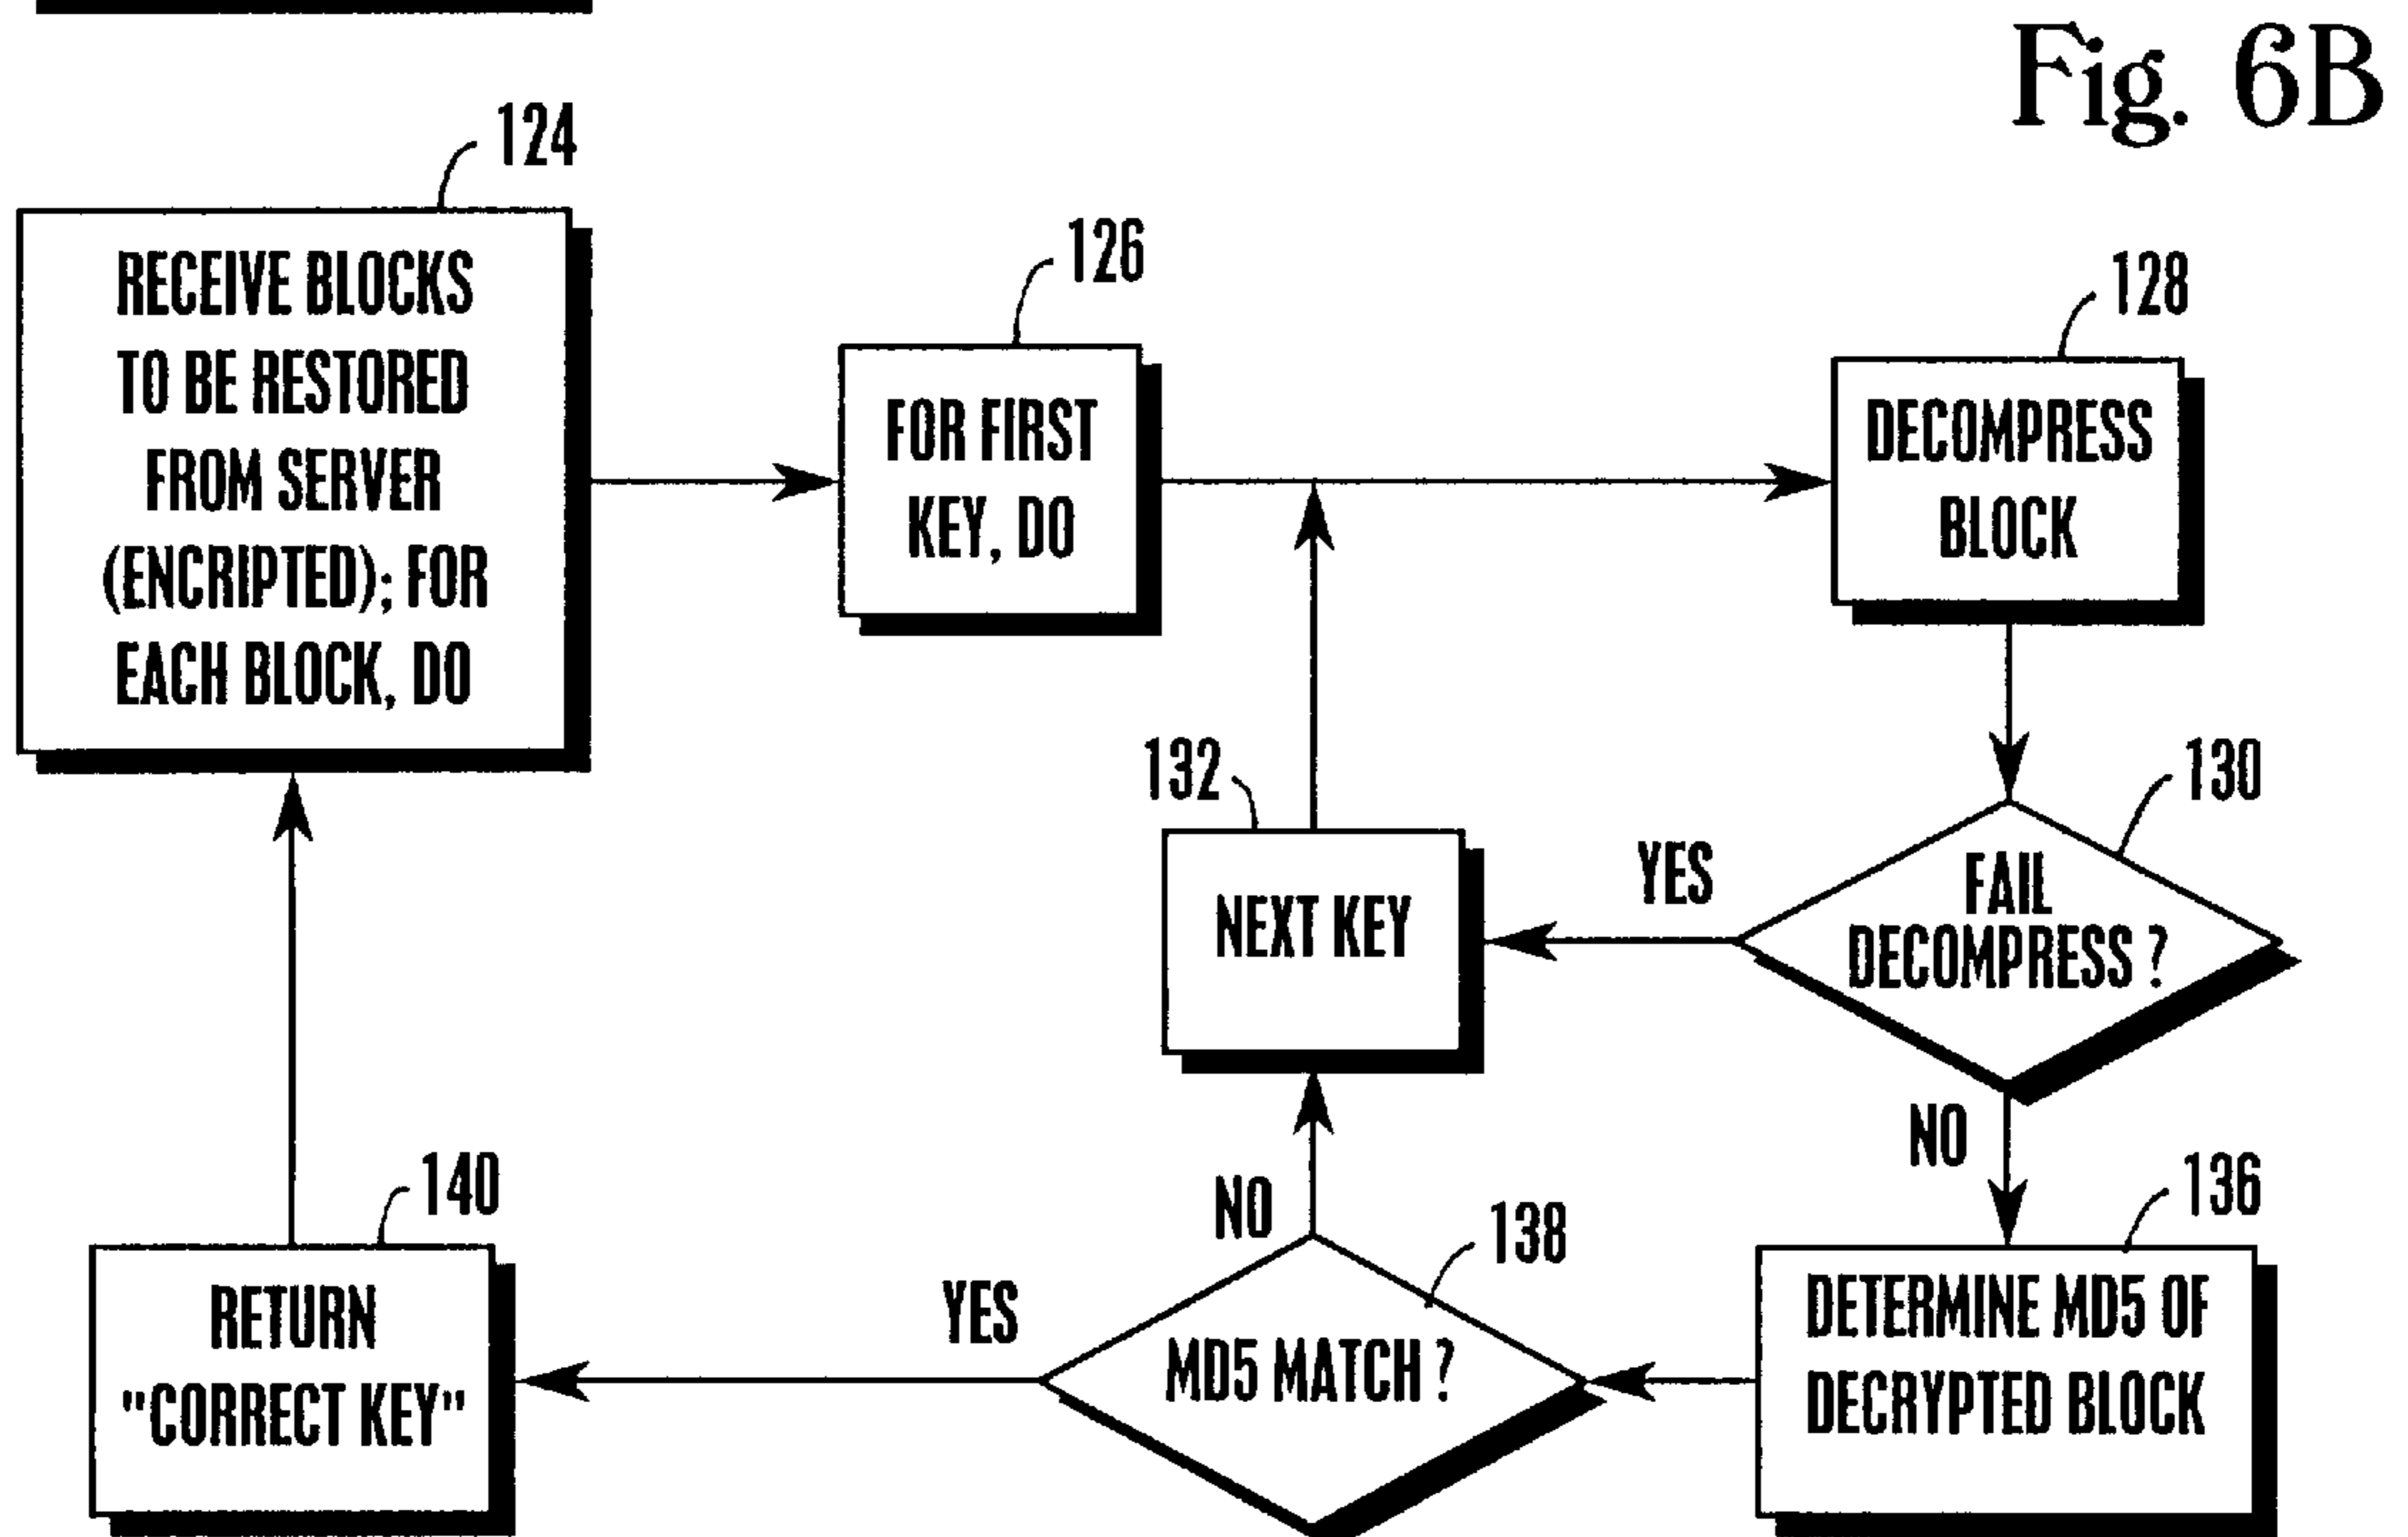 Fig. 6B
124
RECEIVE BLOCKS
TO BE RESTORED
FROM SERVER
(ENCRIPTED); FOR
EACH BLOCK, DO
126
FOR FIRST
KEY, DO
128
DECOMPRESS
BLOCK
130
FAIL
DECOMPRESS ?
YES
NO
132
NEXT KEY
136
DETERMINE MD5 OF
DECRYPTED BLOCK
138
MD5 MATCH ?
NO
YES
140
RETURN
"CORRECT KEY"